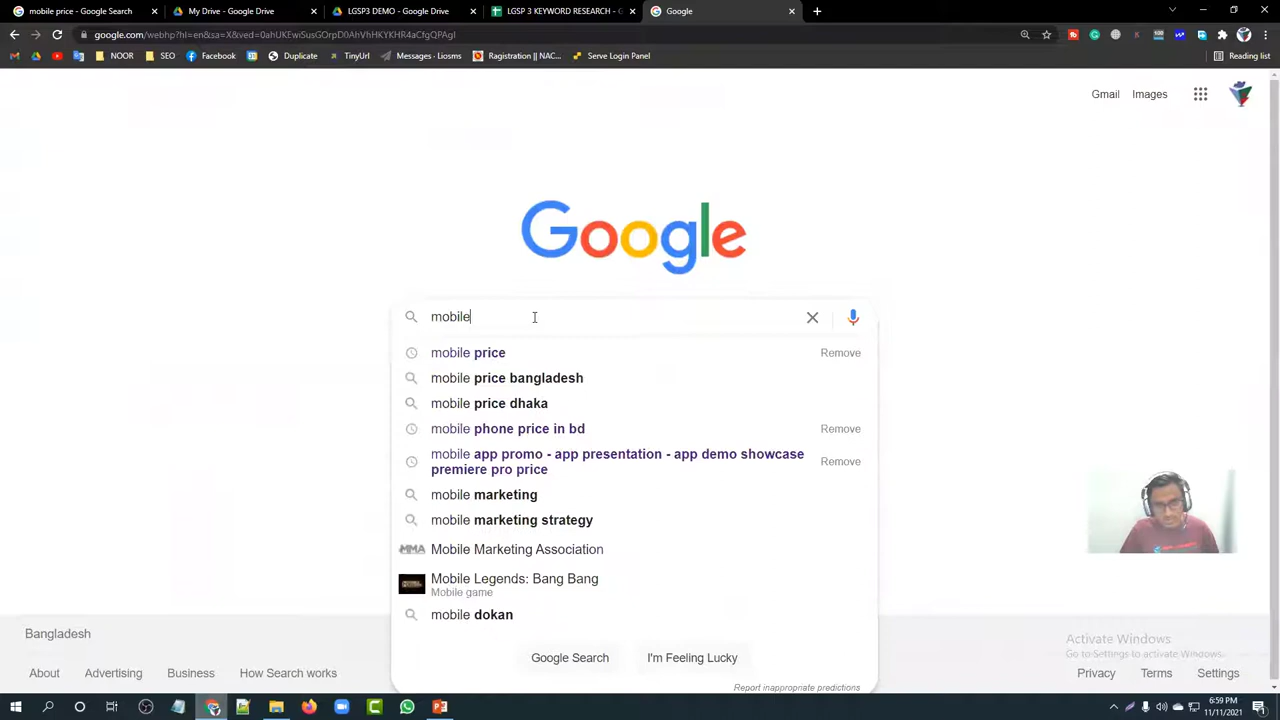 mobile price - Google Search
My Drive - Google Drive
LGSP3 DEMO - Google Drive
LGSP 3 KEYWORD RESEARCH - G
Google
google.com/webhp?hl=en&sa=X&ved=0ahUKEwiSusGOrpD0AhVhHKYKHR4aCfgQPAgI
NOOR
SEO
Facebook
Duplicate
TinyUrl
Messages - Liosms
Ragistration || NAC...
Serve Login Panel
Reading list
Gmail
Images
Google
mobile
mobile price
Remove
mobile price bangladesh
mobile price dhaka
mobile phone price in bd
Remove
mobile app promo - app presentation - app demo showcase
premiere pro price
Remove
mobile marketing
mobile marketing strategy
MMA
Mobile Marketing Association
Mobile Legends: Bang Bang
Mobile game
mobile dokan
Google Search
I'm Feeling Lucky
Report inappropriate predictions
Bangladesh
Activate Windows
Go to Settings to activate Windows.
About
Advertising
Business
How Search works
Privacy
Terms
Settings
6:59 PM
11/11/2021